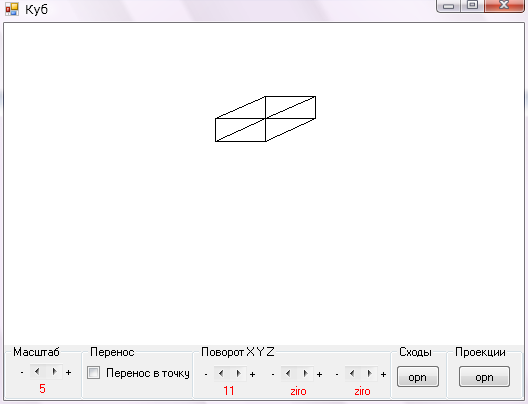 Куб
Масштаб Перенос Поворот X Y Z Сходы Проекции
- + Перенос в точку - + - + - + opn opn
5 11 ziro ziro